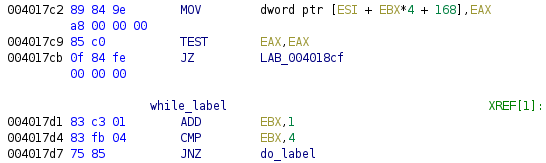 004017c2 89 84 9e MOV dword ptr [ESI + EBX*4 + 168],EAX
a8 00 00 00
004017c9 85 c0 TEST EAX,EAX
004017cb 0f 84 fe JZ LAB_004018cf
00 00 00
while_label XREF[1]:
004017d1 83 c3 01 ADD EBX,1
004017d4 83 fb 04 CMP EBX,4
004017d7 75 85 JNZ do_label